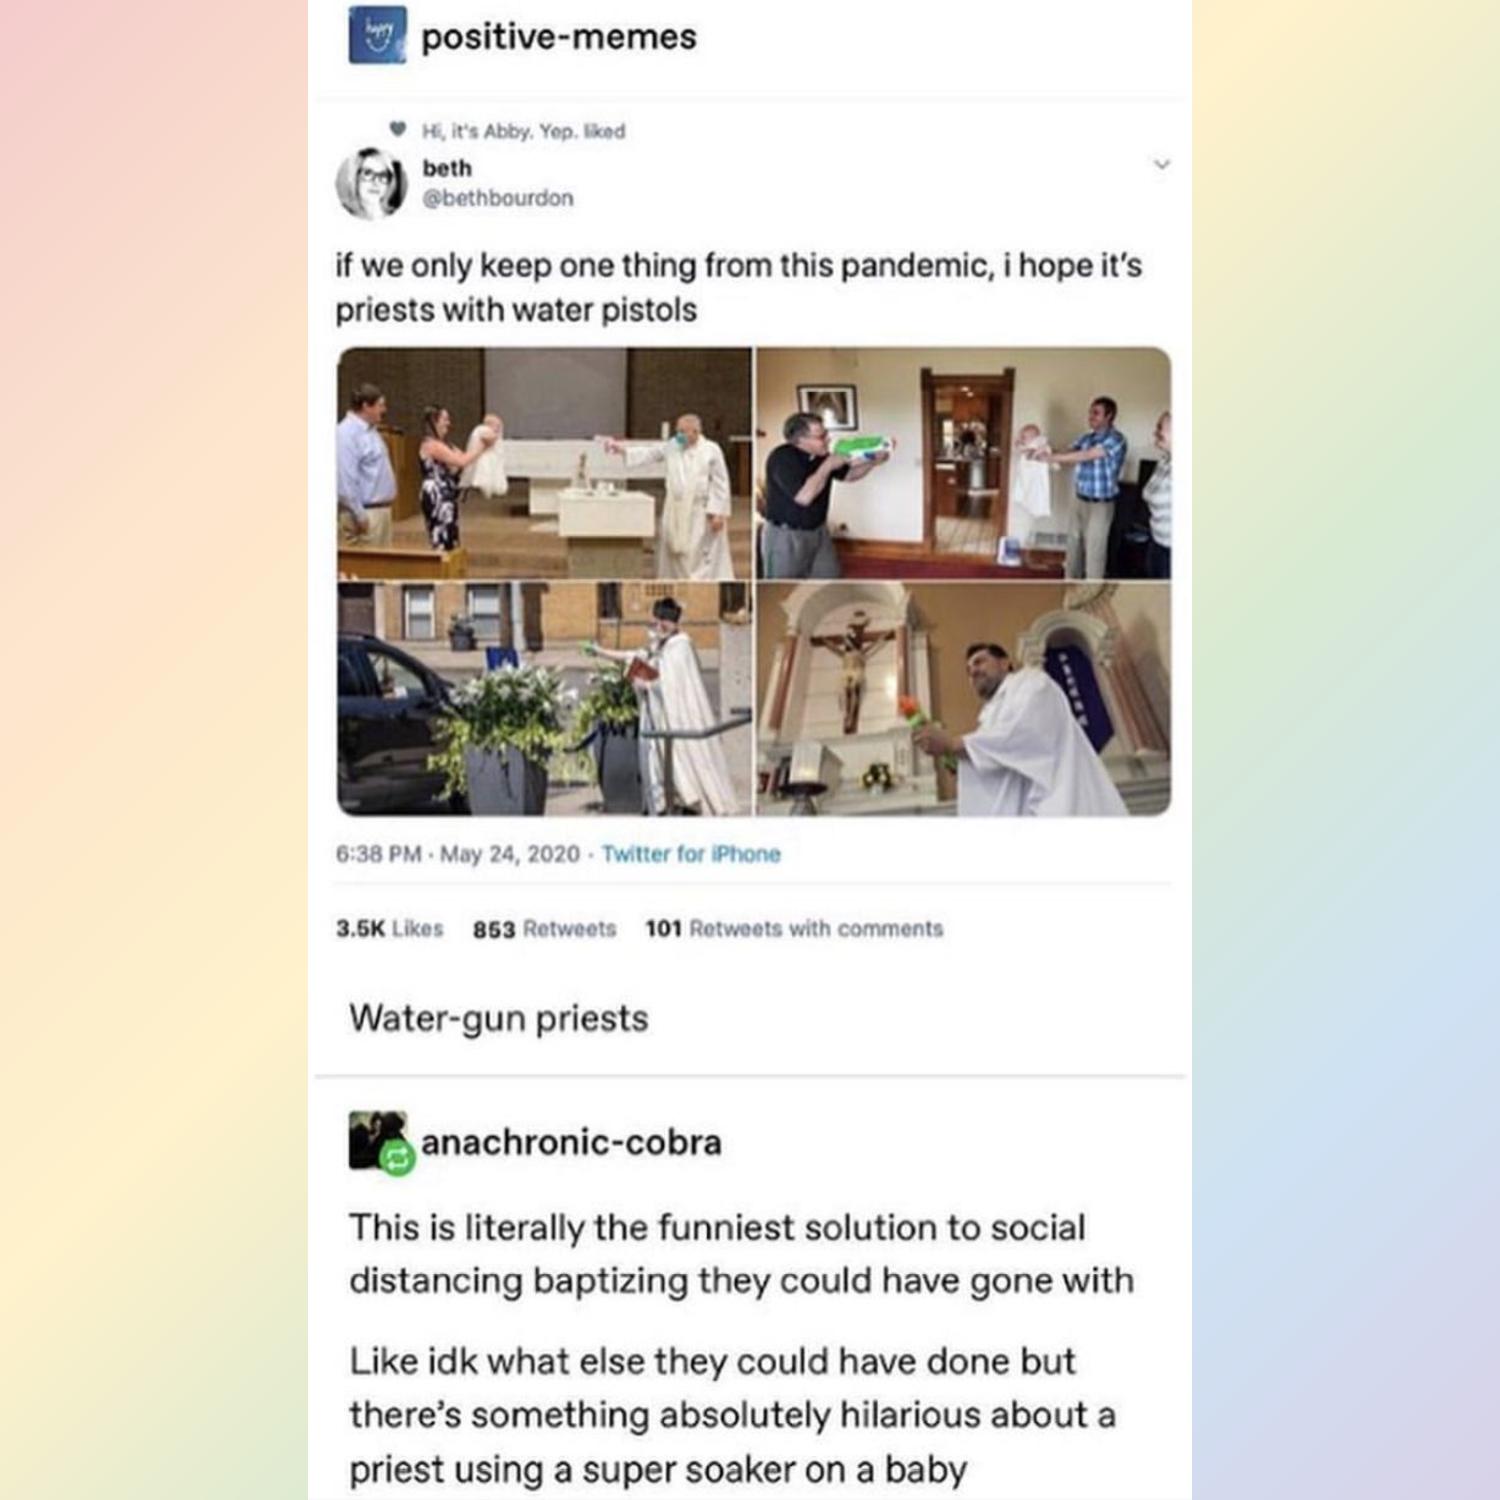 happy
positive-memes
Hi, it's Abby. Yep. liked
beth
@bethbourdon
if we only keep one thing from this pandemic, i hope it's
priests with water pistols
6:38 PM · May 24, 2020 · Twitter for iPhone
3.5K Likes 853 Retweets 101 Retweets with comments
Water-gun priests
anachronic-cobra
This is literally the funniest solution to social
distancing baptizing they could have gone with
Like idk what else they could have done but
there's something absolutely hilarious about a
priest using a super soaker on a baby